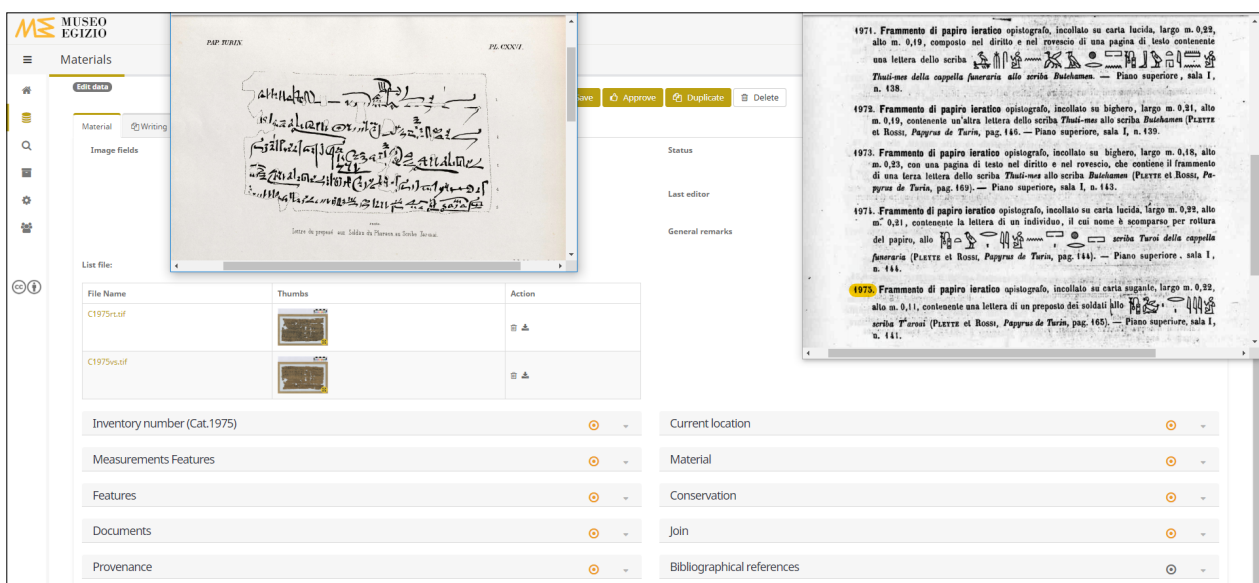 MUSEO
EGIZIO
Materials
Edit data
Save
Approve
Duplicate
Delete
Material
Writing
Image fields
Status
Last editor
General remarks
List file:
File Name
Thumbs
Action
C1975rt.tif
C1975vs.tif
Inventory number (Cat.1975)
Current location
Measurements Features
Material
Features
Conservation
Documents
Join
Provenance
Bibliographical references
PAP. TURIN.
PL. CXXVI.
Lettre du préposé aux Soldats du Pharaon au Scribe
1971. Frammento di papiro ieratico opistografo, incollato su carta lucida, largo m. 0,22,
alto m. 0,19, composto nel diritto e nel rovescio di una pagina di testo contenente
una lettera dello scriba
Thuti-mes della cappella funeraria allo scriba Butehamen. — Piano superiore, sala I,
n. 138.
1972. Frammento di papiro ieratico opistografo, incollato su bighero, largo m. 0,21, alto
m. 0,19, contenente un'altra lettera dello scriba Thuti-mes allo scriba Butehamen (PLEYTE
et ROSSI, Papyrus de Turin, pag. 146. — Piano superiore, sala I, n. 139.
1973. Frammento di papiro ieratico opistografo, incollato su bighero, largo m. 0,18, alto
m. 0,23, con una pagina di testo nel diritto e nel rovescio, che contiene il frammento
di una terza lettera dello scriba Thuti-mes allo scriba Butehamen (PLEYTE et ROSSI, Pa-
pyrus de Turin, pag. 169). — Piano superiore, sala I, n. 143.
1974. Frammento di papiro ieratico opistografo, incollato su carta lucida, largo m. 0,22, alto
m. 0,21, contenente la lettera di un individuo, il cui nome è scomparso per rottura
del papiro, allo
scriba Turoi della cappella
funeraria (PLEYTE et ROSSI, Papyrus de Turin, pag. 144). — Piano superiore, sala I,
n. 144.
1975. Frammento di papiro ieratico opistografo, incollato su carta sugante, largo m. 0,22,
alto m. 0,11, contenente una lettera di un preposto dei soldati allo
scriba T'aroai (PLEYTE et ROSSI, Papyrus de Turin, pag. 165). — Piano superiore, sala I,
n. 141.